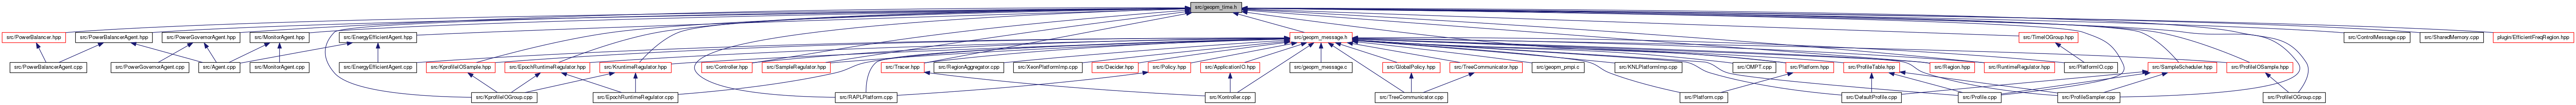 src/geopm_time.h
src/PowerBalancer.hpp
src/PowerBalancerAgent.hpp
src/PowerGovernorAgent.hpp
src/MonitorAgent.hpp
src/EnergyEfficientAgent.hpp
src/geopm_message.h
src/TimeIOGroup.hpp
src/ControlMessage.cpp
src/SharedMemory.cpp
plugin/EfficientFreqRegion.hpp
src/PowerBalancerAgent.cpp
src/PowerGovernorAgent.cpp
src/Agent.cpp
src/MonitorAgent.cpp
src/EnergyEfficientAgent.cpp
src/KprofileIOSample.hpp
src/EpochRuntimeRegulator.hpp
src/KruntimeRegulator.hpp
src/Controller.hpp
src/SampleRegulator.hpp
src/Tracer.hpp
src/RegionAggregator.cpp
src/XeonPlatformImp.cpp
src/Decider.hpp
src/Policy.hpp
src/ApplicationIO.hpp
src/geopm_message.c
src/GlobalPolicy.hpp
src/TreeCommunicator.hpp
src/geopm_pmpi.c
src/KNLPlatformImp.cpp
src/OMPT.cpp
src/Platform.hpp
src/ProfileTable.hpp
src/Region.hpp
src/RuntimeRegulator.hpp
src/PlatformIO.cpp
src/SampleScheduler.hpp
src/ProfileIOSample.hpp
src/KprofileIOGroup.cpp
src/EpochRuntimeRegulator.cpp
src/RAPLPlatform.cpp
src/Kontroller.cpp
src/TreeCommunicator.cpp
src/Platform.cpp
src/DefaultProfile.cpp
src/Profile.cpp
src/ProfileSampler.cpp
src/ProfileIOGroup.cpp